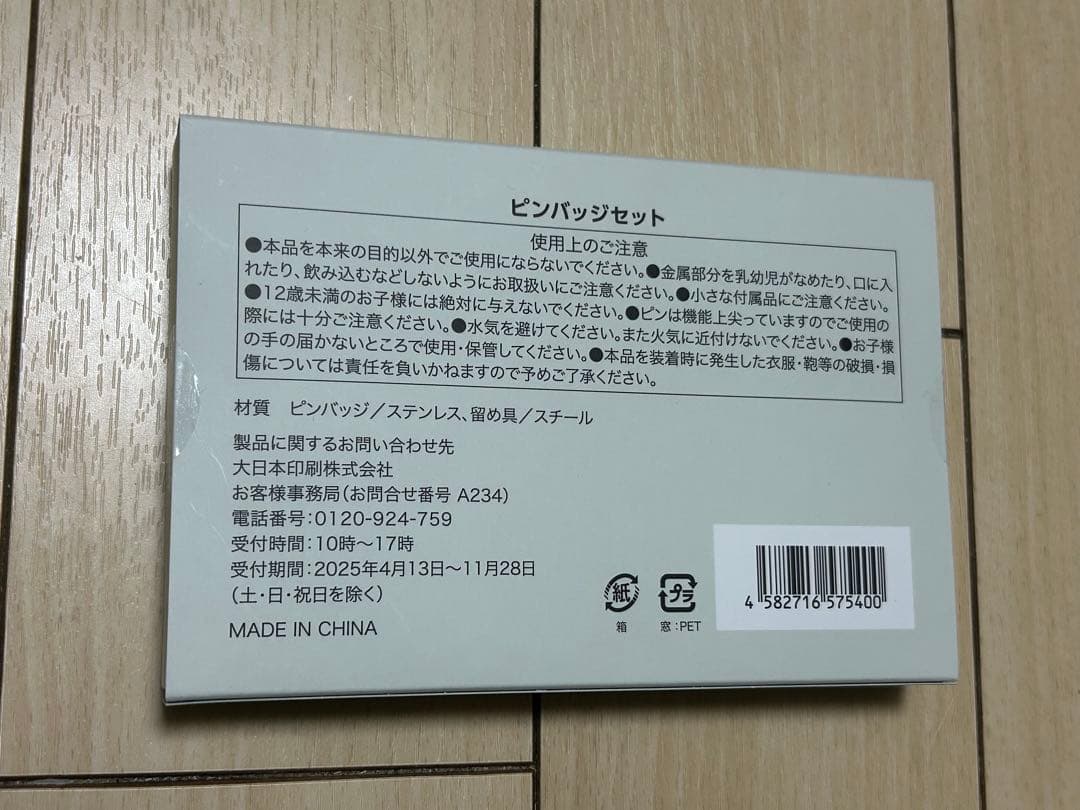 ピンバッジセット
使用上のご注意
●本品を本来の目的以外でご使用にならないでください。●金属部分を乳幼児がなめたり、口に入
れたり、飲み込むなどしないようにお取扱いにご注意ください。●小さな付属品にご注意ください。
●12歳未満のお子様には絶対に与えないでください。●ピンは機能上尖っていますのでご使用の
際には十分ご注意ください。●水気を避けてください。また火気に近付けないでください。●お子様
の手の届かないところで使用・保管してください。●本品を装着時に発生した衣服・鞄等の破損・損
傷については責任を負いかねますので予めご了承ください。
材質 ピンバッジ／ステンレス、留め具／スチール
製品に関するお問い合わせ先
大日本印刷株式会社
お客様事務局(お問合せ番号 A234)
電話番号：0120-924-759
受付時間：10時～17時
受付期間：2025年4月13日～11月28日
(土・日・祝日を除く)
MADE IN CHINA
紙
箱
プラ
窓：PET
4 582716 575400